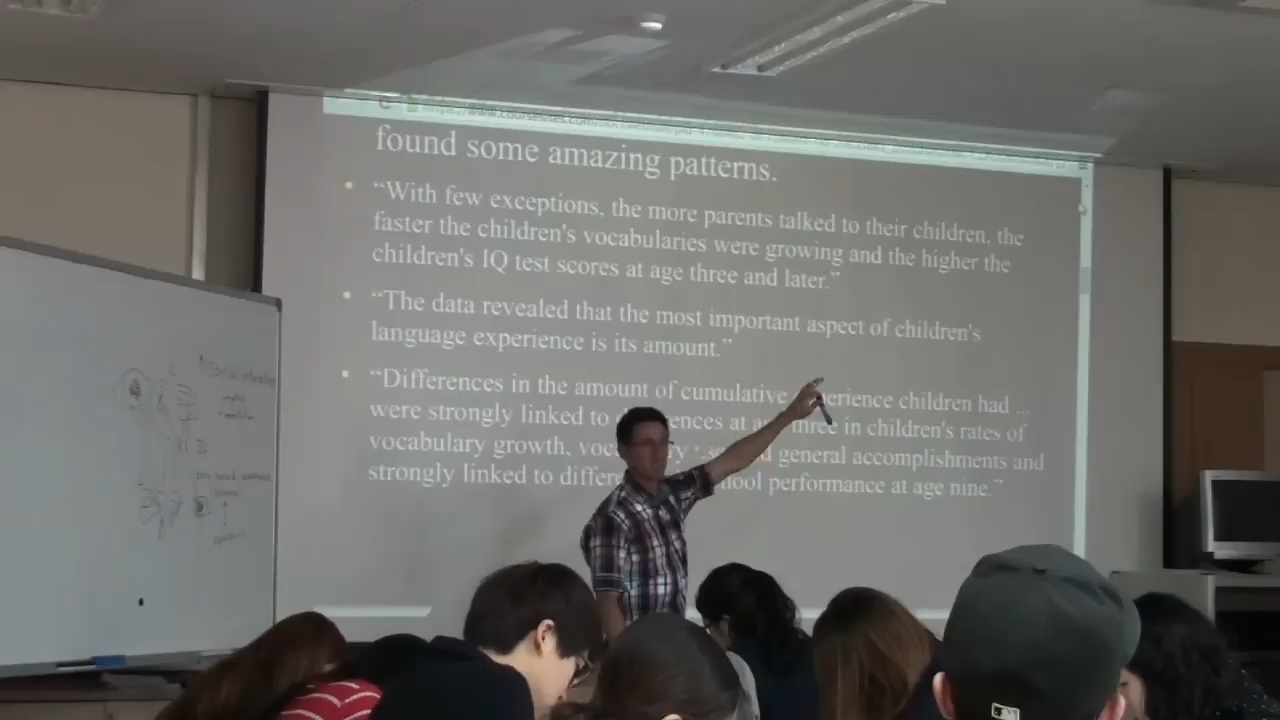 found some amazing patterns.
• “With few exceptions, the more parents talked to their children, the
faster the children's vocabularies were growing and the higher the
children's IQ test scores at age three and later.”
• “The data revealed that the most important aspect of children's
language experience is its amount.”
• “Differences in the amount of cumulative children had ...
were strongly linked to at three in children's rates of
vocabulary growth, general accomplishments and
strongly linked to performance at age nine.”